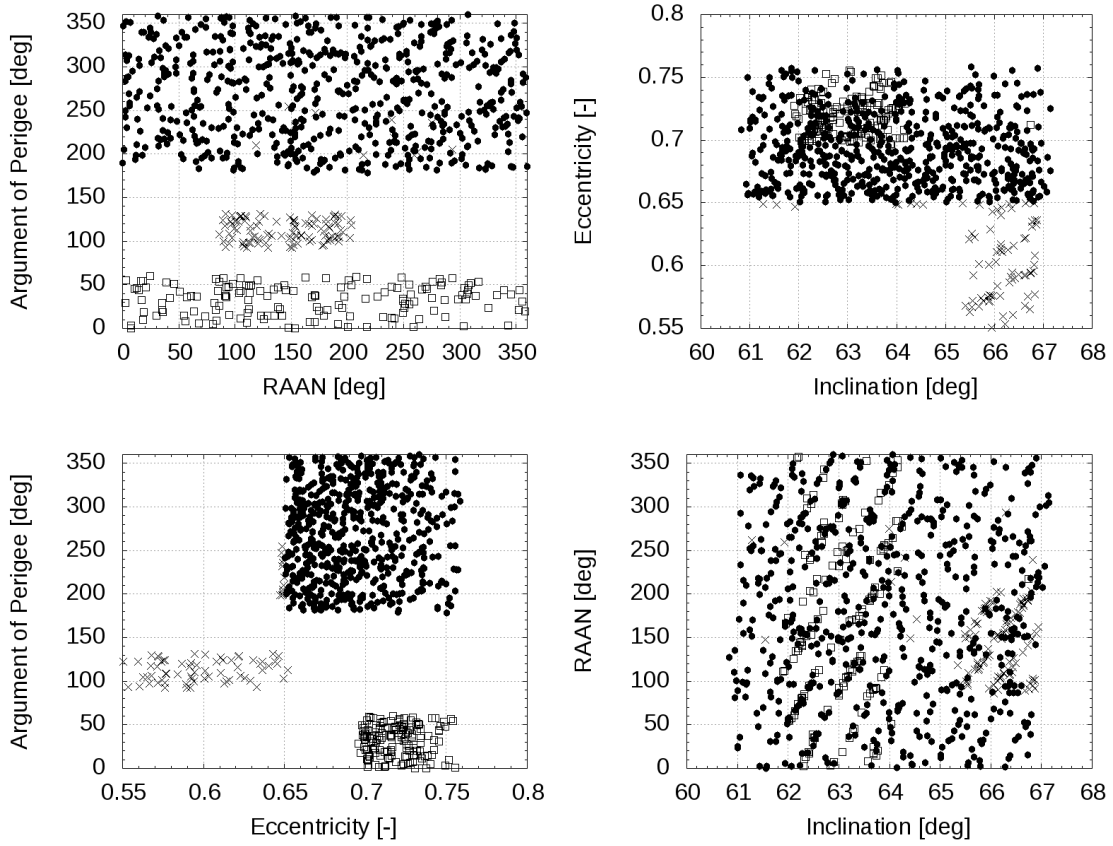 Argument of Perigee [deg]
350
300
250
200
150
100
50
0
0 50 100 150 200 250 300 350
RAAN [deg]
Eccentricity [-]
0.8
0.75
0.7
0.65
0.6
0.55
60 61 62 63 64 65 66 67 68
Inclination [deg]
Argument of Perigee [deg]
350
300
250
200
150
100
50
0
0.55 0.6 0.65 0.7 0.75 0.8
Eccentricity [-]
RAAN [deg]
350
300
250
200
150
100
50
0
60 61 62 63 64 65 66 67 68
Inclination [deg]